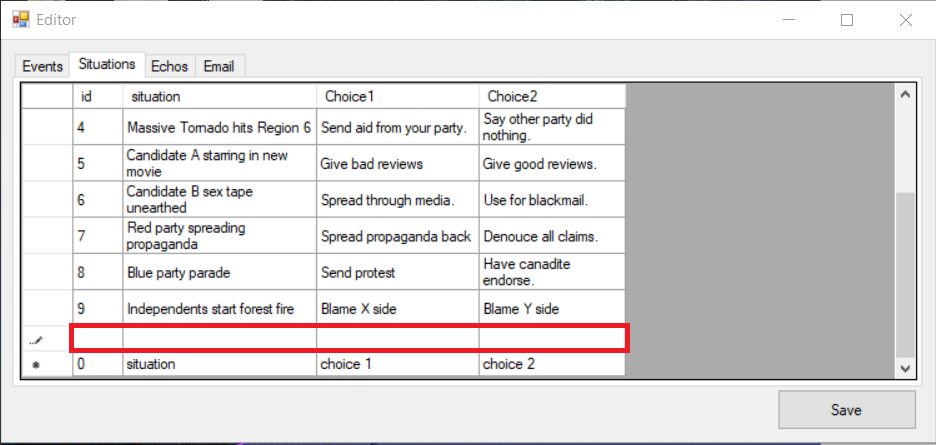 Editor
Events Situations Echos Email
id situation Choice1 Choice2
4 Massive Tornado hits Region 6 Send aid from your party. Say other party did
nothing.
5 Candidate A starring in new
movie Give bad reviews Give good reviews.
6 Candidate B sex tape
unearthed Spread through media. Use for blackmail.
7 Red party spreading
propaganda Spread propaganda back Denouce all claims.
8 Blue party parade Send protest Have canadite
endorse.
9 Independents start forest fire Blame X side Blame Y side
0 situation choice 1 choice 2
Save